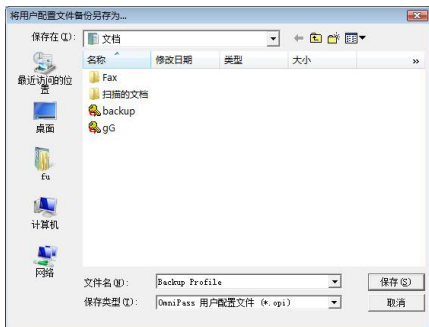 将用户配置文件备份另存为...
保存在(I):
文档
名称
修改日期
类型
大小
»
Fax
扫描的文档
backup
gG
最近访问的位置
桌面
fu
计算机
网络
文件名(N):
Backup Profile
保存(S)
保存类型(T):
OmniPass 用户配置文件 (*.opi)
取消